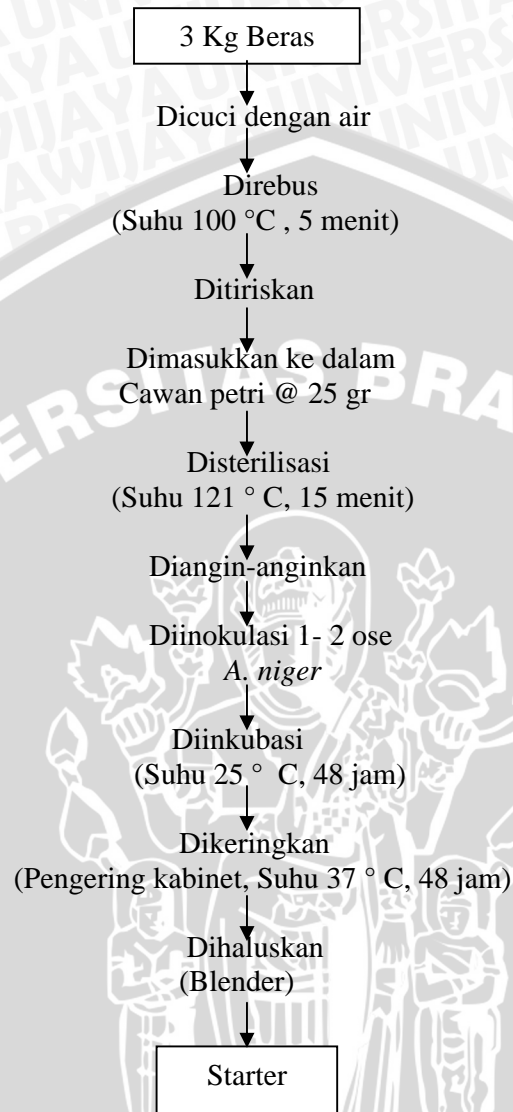 3 Kg Beras
Dicuci dengan air
Direbus
(Suhu 100 °C , 5 menit)
Ditiriskan
Dimasukkan ke dalam
Cawan petri @ 25 gr
Disterilisasi
(Suhu 121 ° C, 15 menit)
Diangin-anginkan
Diinokulasi 1- 2 ose
A. niger
Diinkubasi
(Suhu 25 ° C, 48 jam)
Dikeringkan
(Pengering kabinet, Suhu 37 ° C, 48 jam)
Dihaluskan
(Blender)
Starter